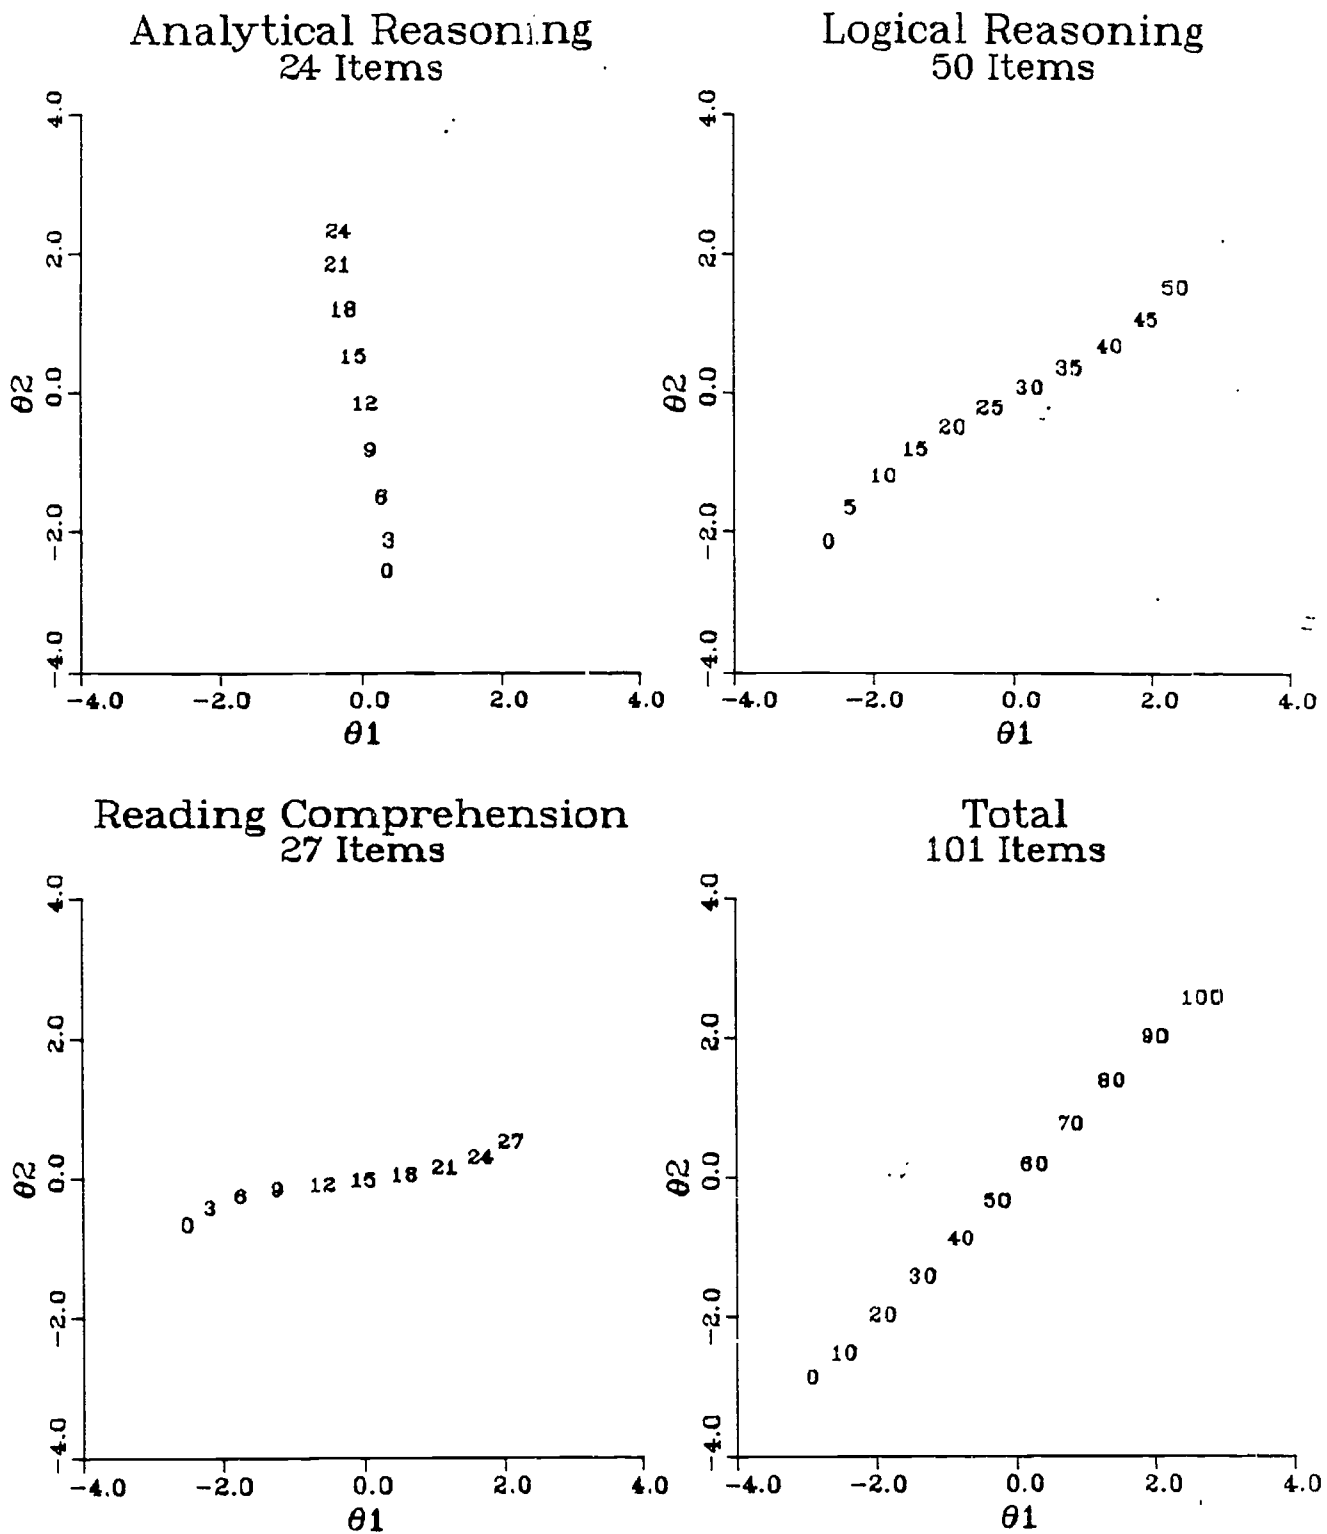 Analytical Reasoning
24 Items
4.0
2.0
0.0
−2.0
−4.0
θ2
24
21
18
15
12
9
6
3
0
−4.0 −2.0 0.0 2.0 4.0
θ1
Logical Reasoning
50 Items
4.0
2.0
0.0
−2.0
−4.0
θ2
50
45
40
35
30
25
20
15
10
5
0
−4.0 −2.0 0.0 2.0 4.0
θ1
Reading Comprehension
27 Items
4.0
2.0
0.0
−2.0
−4.0
θ2
0 3 6 9 12 15 18 21 24 27
−4.0 −2.0 0.0 2.0 4.0
θ1
Total
101 Items
4.0
2.0
0.0
−2.0
−4.0
θ2
100
90
80
70
60
50
40
30
20
10
0
−4.0 −2.0 0.0 2.0 4.0
θ1